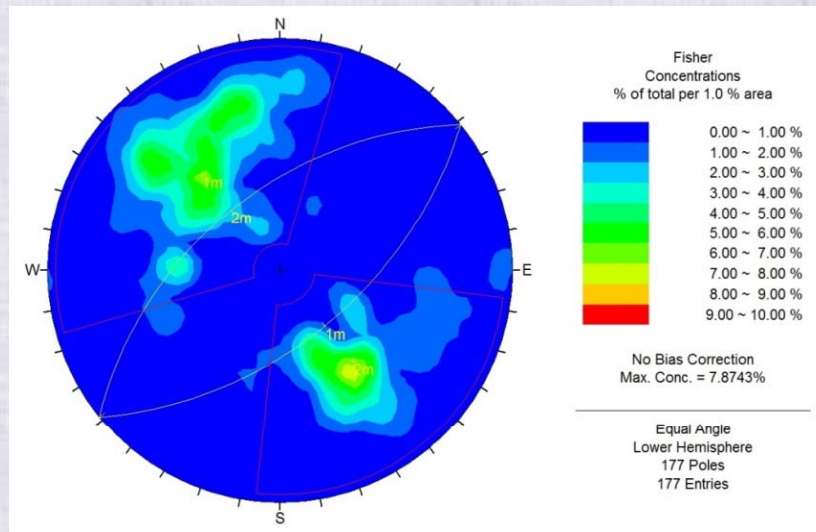 N
W
E
S
1m
2m
1m
2m
Fisher
Concentrations
% of total per 1.0 % area
0.00 ~ 1.00 %
1.00 ~ 2.00 %
2.00 ~ 3.00 %
3.00 ~ 4.00 %
4.00 ~ 5.00 %
5.00 ~ 6.00 %
6.00 ~ 7.00 %
7.00 ~ 8.00 %
8.00 ~ 9.00 %
9.00 ~ 10.00 %
No Bias Correction
Max. Conc. = 7.8743%
Equal Angle
Lower Hemisphere
177 Poles
177 Entries